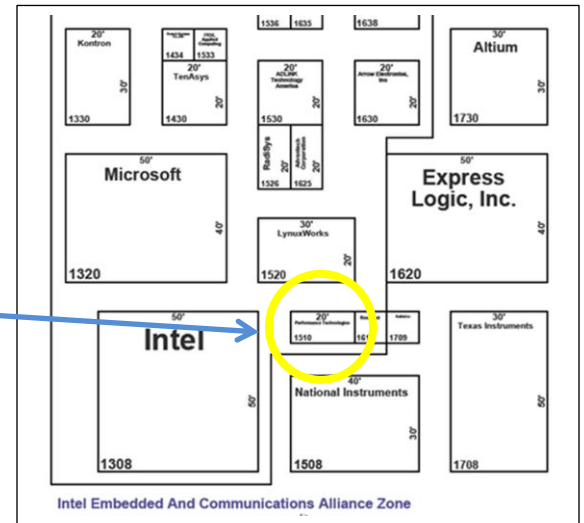 1536 1635
1638
20'
Kontron
30'
1330
1434 1533
20'
TenAsys
20'
1430
20'
ADLINK
Technology
America
20'
1530
20'
Arrow Electronics,
Inc
20'
1630
30'
Altium
20'
1730
RadiSys
20'
1526
Advantech
Corporation
20'
1625
50'
Microsoft
40'
1320
30'
LynuxWorks
20'
1520
50'
Express
Logic, Inc.
40'
1620
50'
Intel
50'
1308
20'
Performance Technologies
1510
1709
30'
Texas Instruments
50'
1708
40'
National Instruments
30'
1508
Intel Embedded And Communications Alliance Zone